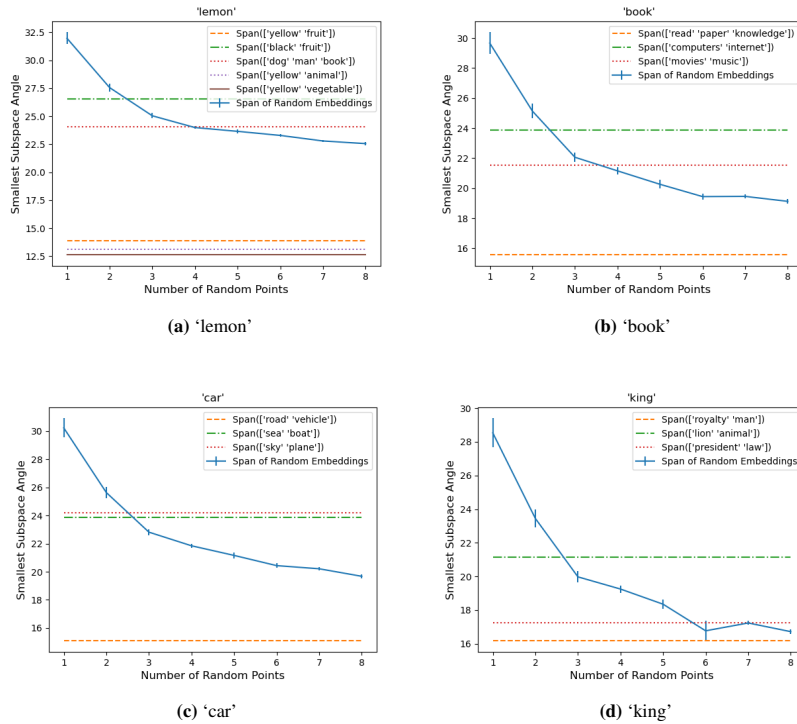 'lemon'
Smallest Subspace Angle
32.5
30.0
27.5
25.0
22.5
20.0
17.5
15.0
12.5
Span(['yellow' 'fruit'])
Span(['black' 'fruit'])
Span(['dog' 'man' 'book'])
Span(['yellow' 'animal'])
Span(['yellow' 'vegetable'])
Span of Random Embeddings
1 2 3 4 5 6 7 8
Number of Random Points
(a) ‘lemon’
'book'
Smallest Subspace Angle
30
28
26
24
22
20
18
16
Span(['read' 'paper' 'knowledge'])
Span(['computers' 'internet'])
Span(['movies' 'music'])
Span of Random Embeddings
1 2 3 4 5 6 7 8
Number of Random Points
(b) ‘book’
'car'
Smallest Subspace Angle
30
28
26
24
22
20
18
16
Span(['road' 'vehicle'])
Span(['sea' 'boat'])
Span(['sky' 'plane'])
Span of Random Embeddings
1 2 3 4 5 6 7 8
Number of Random Points
(c) ‘car’
'king'
Smallest Subspace Angle
30
28
26
24
22
20
18
16
Span(['royalty' 'man'])
Span(['lion' 'animal'])
Span(['president' 'law'])
Span of Random Embeddings
1 2 3 4 5 6 7 8
Number of Random Points
(d) ‘king’